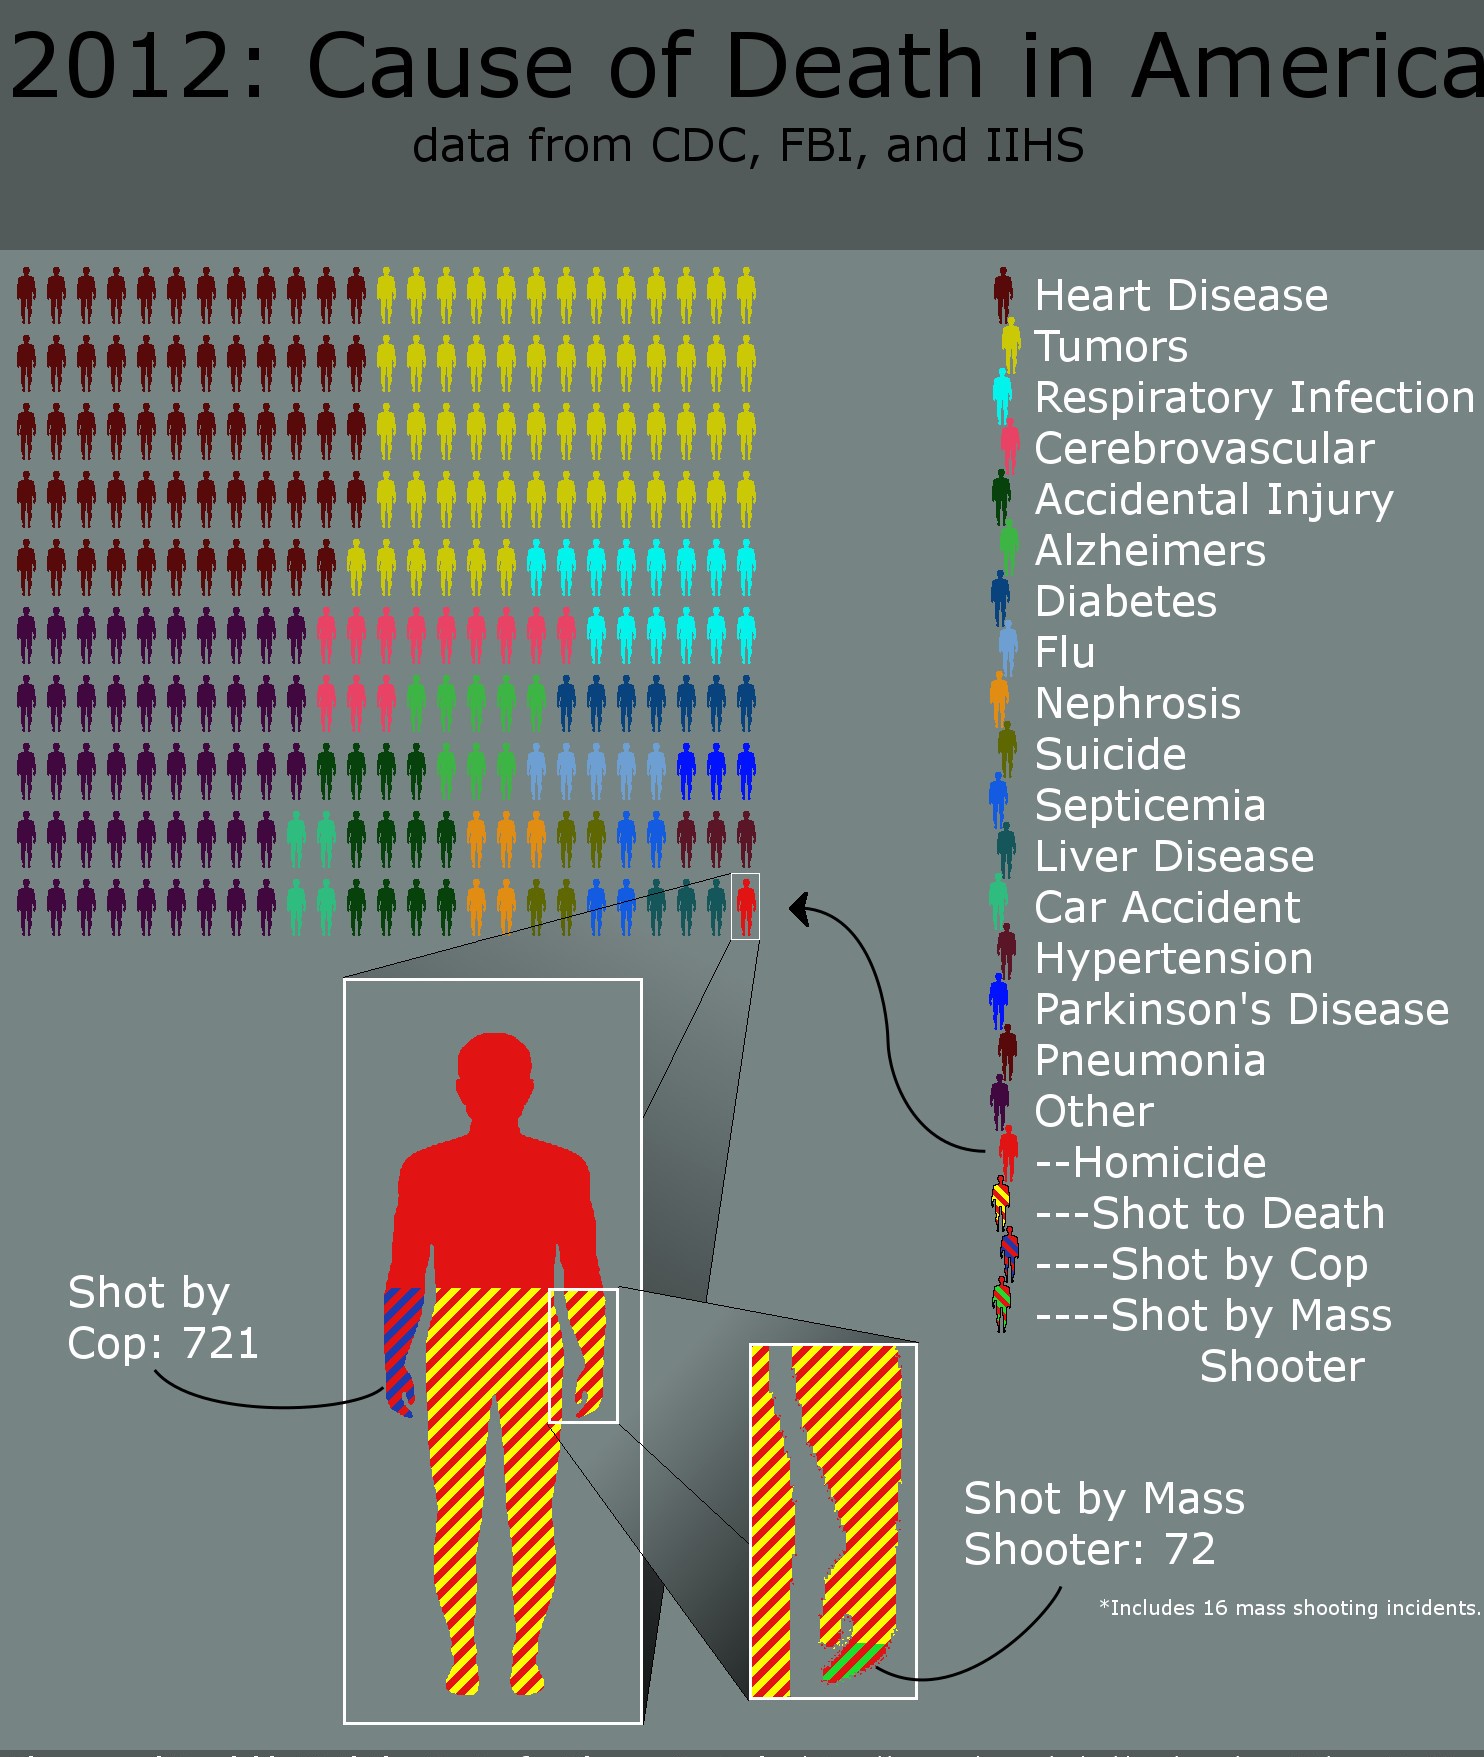 2012: Cause of Death in America
data from CDC, FBI, and IIHS
Heart Disease
Tumors
Respiratory Infection
Cerebrovascular
Accidental Injury
Alzheimers
Diabetes
Flu
Nephrosis
Suicide
Septicemia
Liver Disease
Car Accident
Hypertension
Parkinson's Disease
Pneumonia
Other
--Homicide
---Shot to Death
----Shot by Cop
----Shot by Mass
Shooter
Shot by
Cop: 721
Shot by Mass
Shooter: 72
*Includes 16 mass shooting incidents.